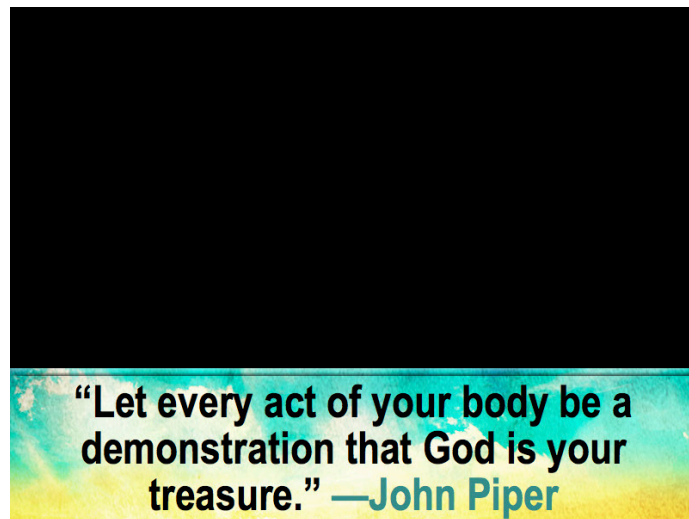 “Let every act of your body be a
demonstration that God is your
treasure.” —John Piper